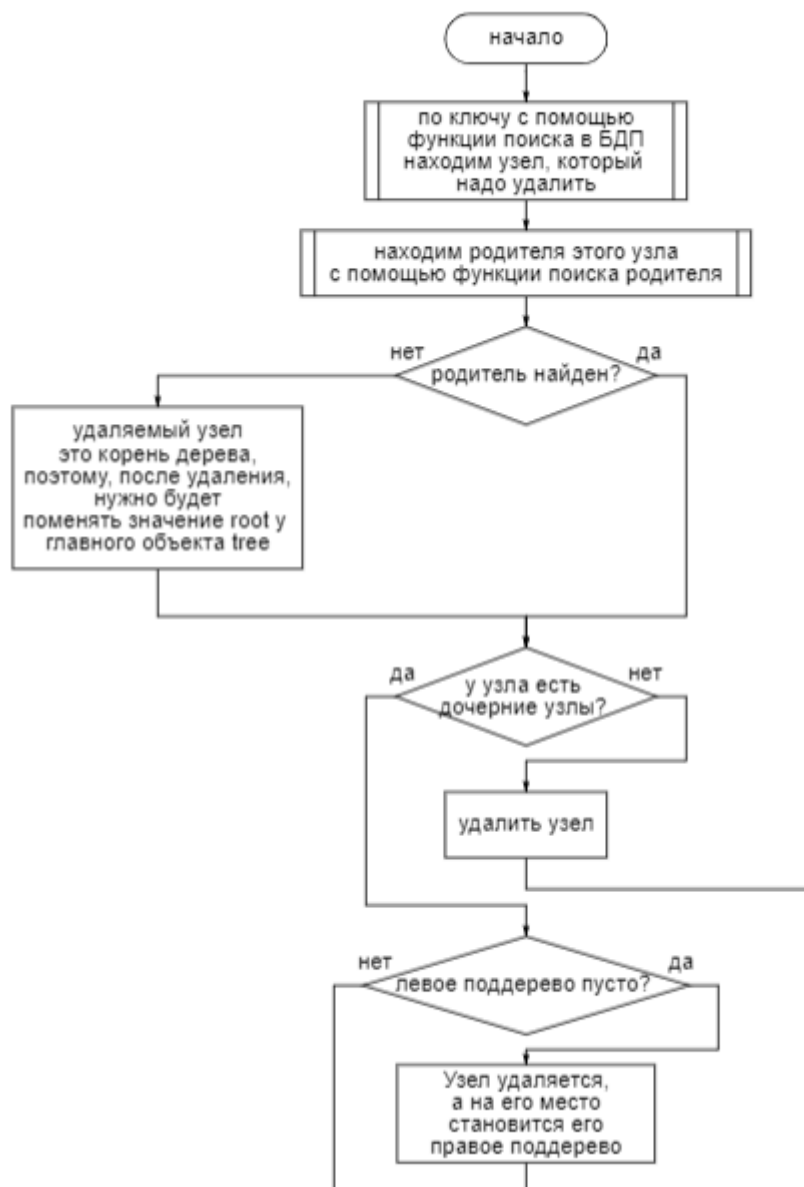 начало
по ключу с помощью
функции поиска в БДП
находим узел, который
надо удалить
находим родителя этого узла
с помощью функции поиска родителя
нет
да
родитель найден?
удаляемый узел
это корень дерева,
поэтому, после удаления,
нужно будет
поменять значение root у
главного объекта tree
да
нет
у узла есть
дочерние узлы?
удалить узел
нет
да
левое поддерево пусто?
Узел удаляется,
а на его место
становится его
правое поддерево